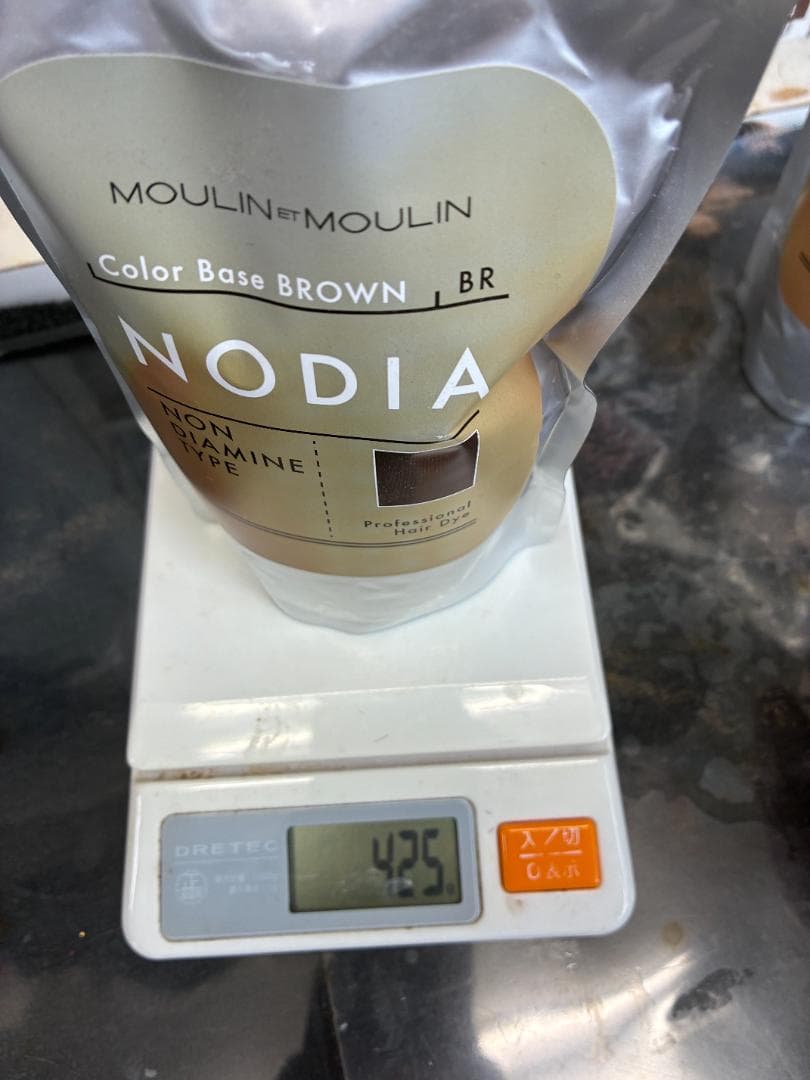 MOULIN ET MOULIN
Color Base BROWN BR
NODIA
NON
DIAMINE
TYPE
Professional
Hair Dye
DRETEC
425
入/切
0表示